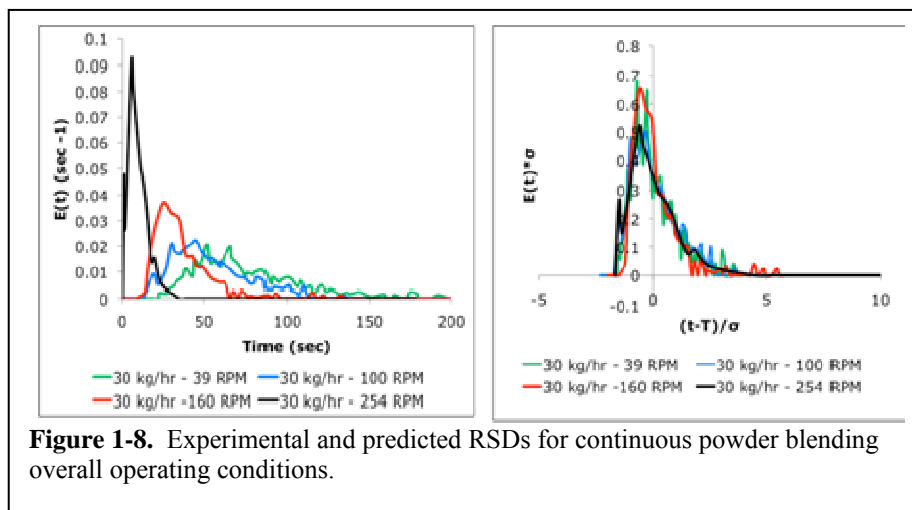 0.1
0.09
0.08
0.07
0.06
0.05
0.04
0.03
0.02
0.01
0
E(t) (sec -1)
0 50 100 150 200
Time (sec)
30 kg/hr - 39 RPM 30 kg/hr - 100 RPM
30 kg/hr -160 RPM 30 kg/hr - 254 RPM
0.8
0.7
0.6
0.5
0.4
0.3
0.2
0.1
0
-0.1
E(t)*σ
-5 0 5 10
(t-T)/σ
30 kg/hr - 39 RPM 30 kg/hr - 100 RPM
30 kg/hr -160 RPM 30 kg/hr - 254 RPM
Figure 1-8. Experimental and predicted RSDs for continuous powder blending
overall operating conditions.